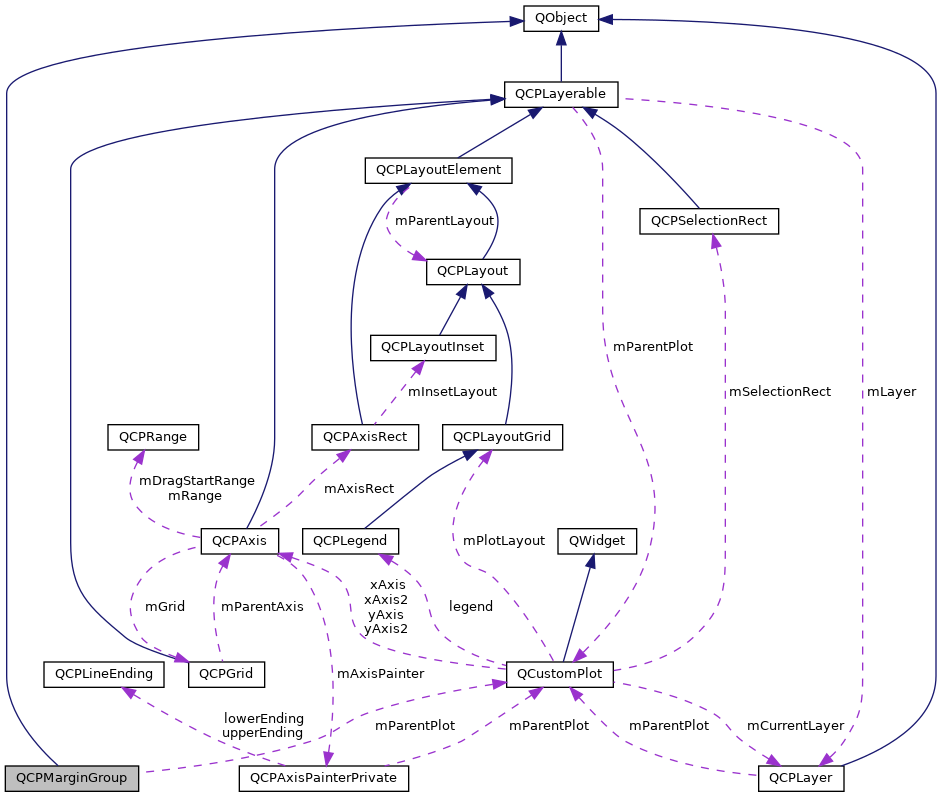 QObject
QCPLayerable
QCPLayoutElement
QCPSelectionRect
mParentLayout
QCPLayout
QCPLayoutInset
mParentPlot
mInsetLayout
mSelectionRect
mLayer
QCPRange
QCPAxisRect
QCPLayoutGrid
mDragStartRange
mRange
mAxisRect
QCPAxis
QCPLegend
mPlotLayout
QWidget
mGrid
mParentAxis
xAxis
xAxis2
yAxis
yAxis2
legend
QCPLineEnding
QCPGrid
mAxisPainter
QCustomPlot
lowerEnding
upperEnding
mParentPlot
mParentPlot
mParentPlot
mCurrentLayer
QCPMarginGroup
QCPAxisPainterPrivate
QCPLayer